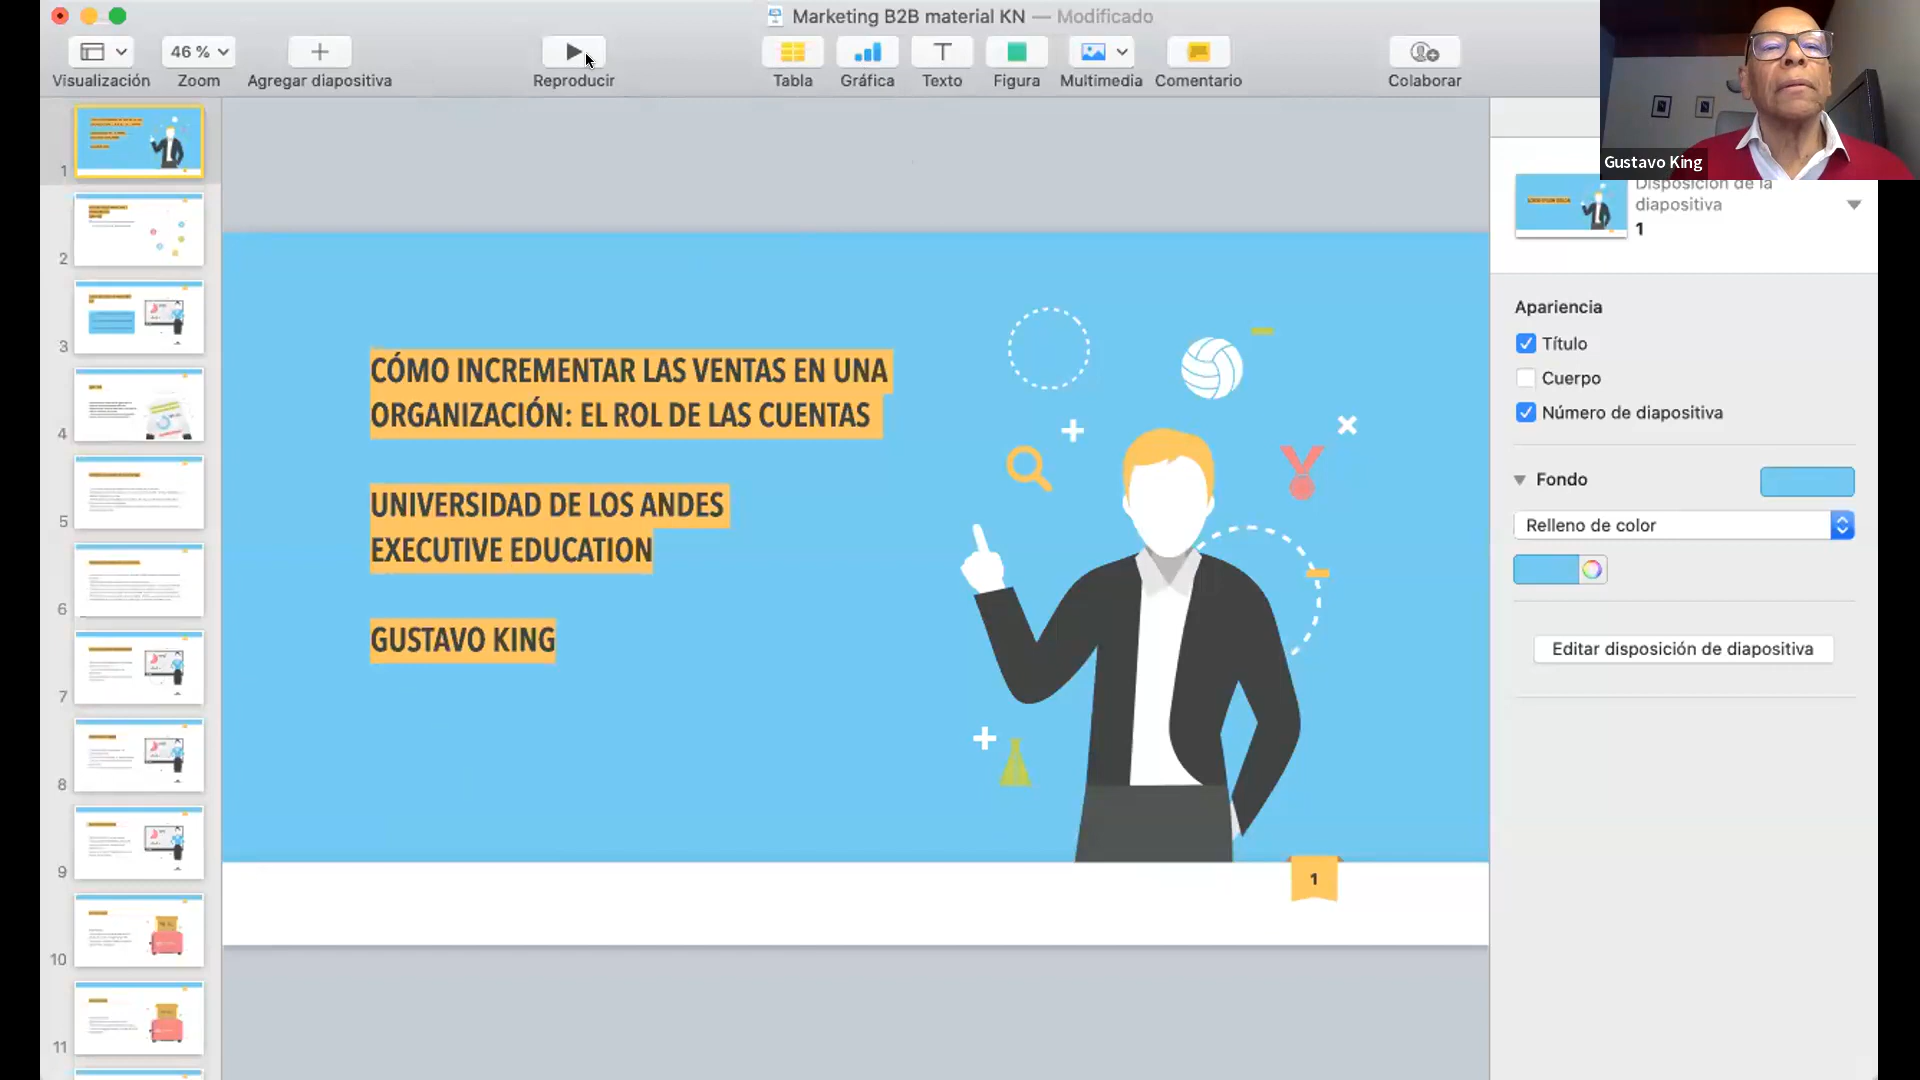 Marketing B2B material KN — Modificado
46 %
Visualización
Zoom
Agregar diapositiva
Reproducir
Tabla
Gráfica
Texto
Figura
Multimedia
Comentario
Colaborar
Gustavo King
1
2
3
4
5
6
7
8
9
10
11
CÓMO INCREMENTAR LAS VENTAS EN UNA
ORGANIZACIÓN: EL ROL DE LAS CUENTAS
UNIVERSIDAD DE LOS ANDES
EXECUTIVE EDUCATION
GUSTAVO KING
1
Disposición de la
diapositiva
1
Apariencia
Título
Cuerpo
Número de diapositiva
Fondo
Relleno de color
Editar disposición de diapositiva